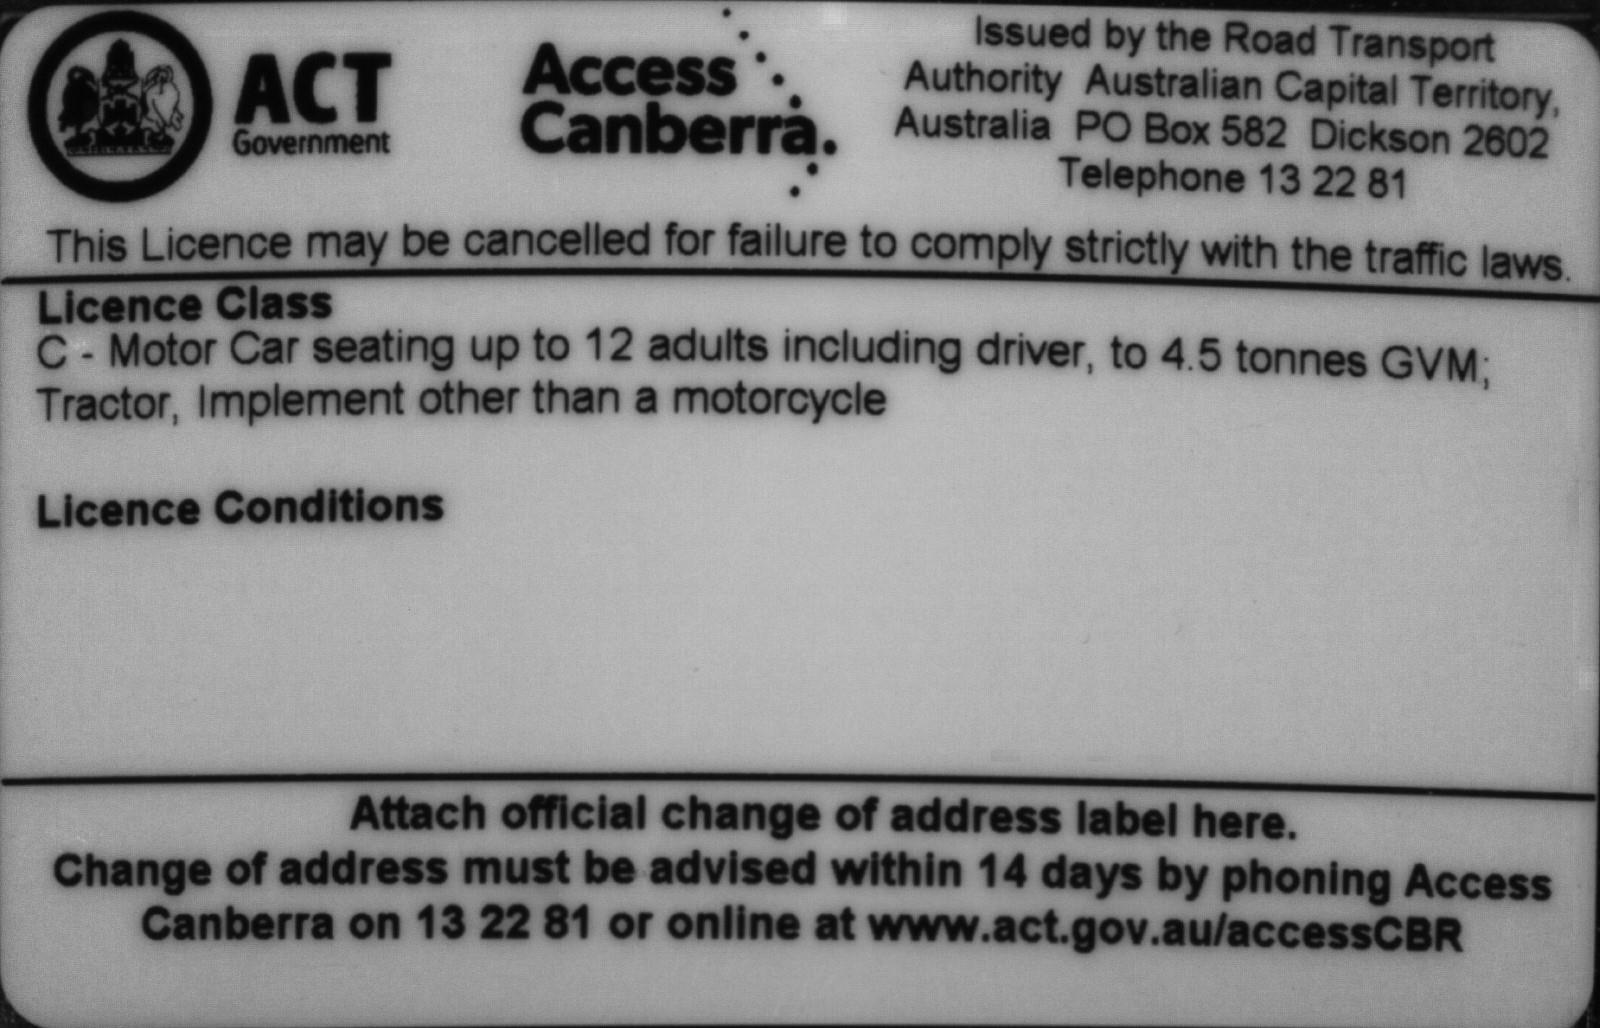 ACT
Government
Access
Canberra.
Issued by the Road Transport
Authority Australian Capital Territory,
Australia PO Box 582 Dickson 2602
Telephone 13 22 81
This Licence may be cancelled for failure to comply strictly with the traffic laws.
Licence Class
C - Motor Car seating up to 12 adults including driver, to 4.5 tonnes GVM;
Tractor, Implement other than a motorcycle
Licence Conditions
Attach official change of address label here.
Change of address must be advised within 14 days by phoning Access
Canberra on 13 22 81 or online at www.act.gov.au/accessCBR